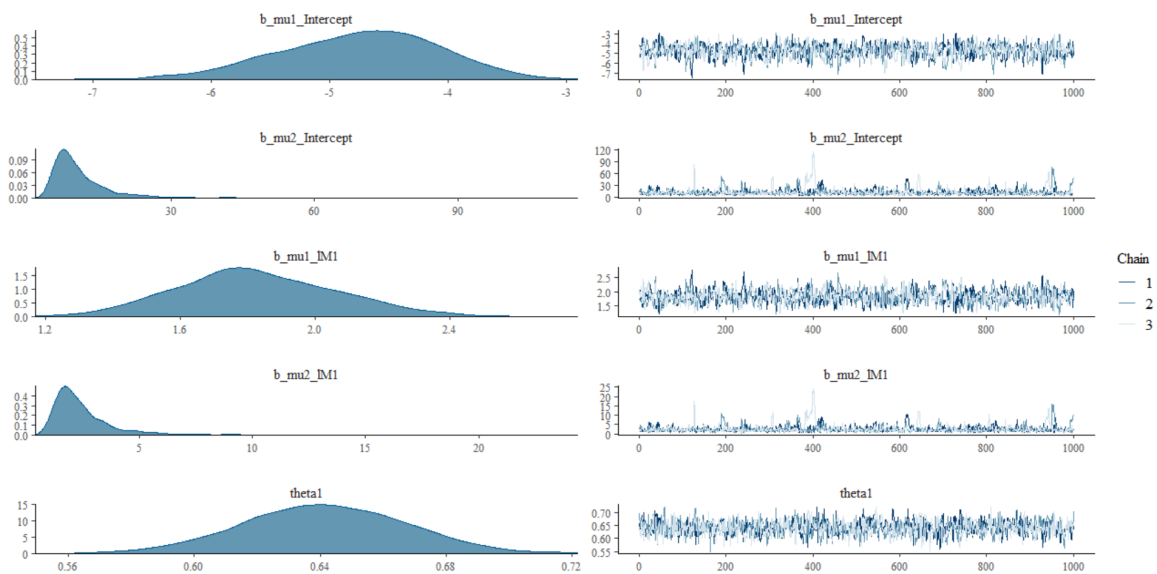 b_mu1_Intercept
0.5
0.4
0.3
0.2
0.1
0.0
-7 -6 -5 -4 -3
b_mu1_Intercept
-3
-4
-5
-6
-7
0 200 400 600 800 1000
b_mu2_Intercept
0.09
0.06
0.03
0.00
30 60 90
b_mu2_Intercept
120
90
60
30
0
0 200 400 600 800 1000
b_mu1_lM1
1.5
1.0
0.5
0.0
1.2 1.6 2.0 2.4
b_mu1_lM1
2.5
2.0
1.5
0 200 400 600 800 1000
b_mu2_lM1
0.4
0.3
0.2
0.1
0.0
5 10 15 20
b_mu2_lM1
25
20
15
10
5
0
0 200 400 600 800 1000
theta1
15
10
5
0
0.56 0.60 0.64 0.68 0.72
theta1
0.70
0.65
0.60
0.55
0 200 400 600 800 1000
Chain
1
2
3